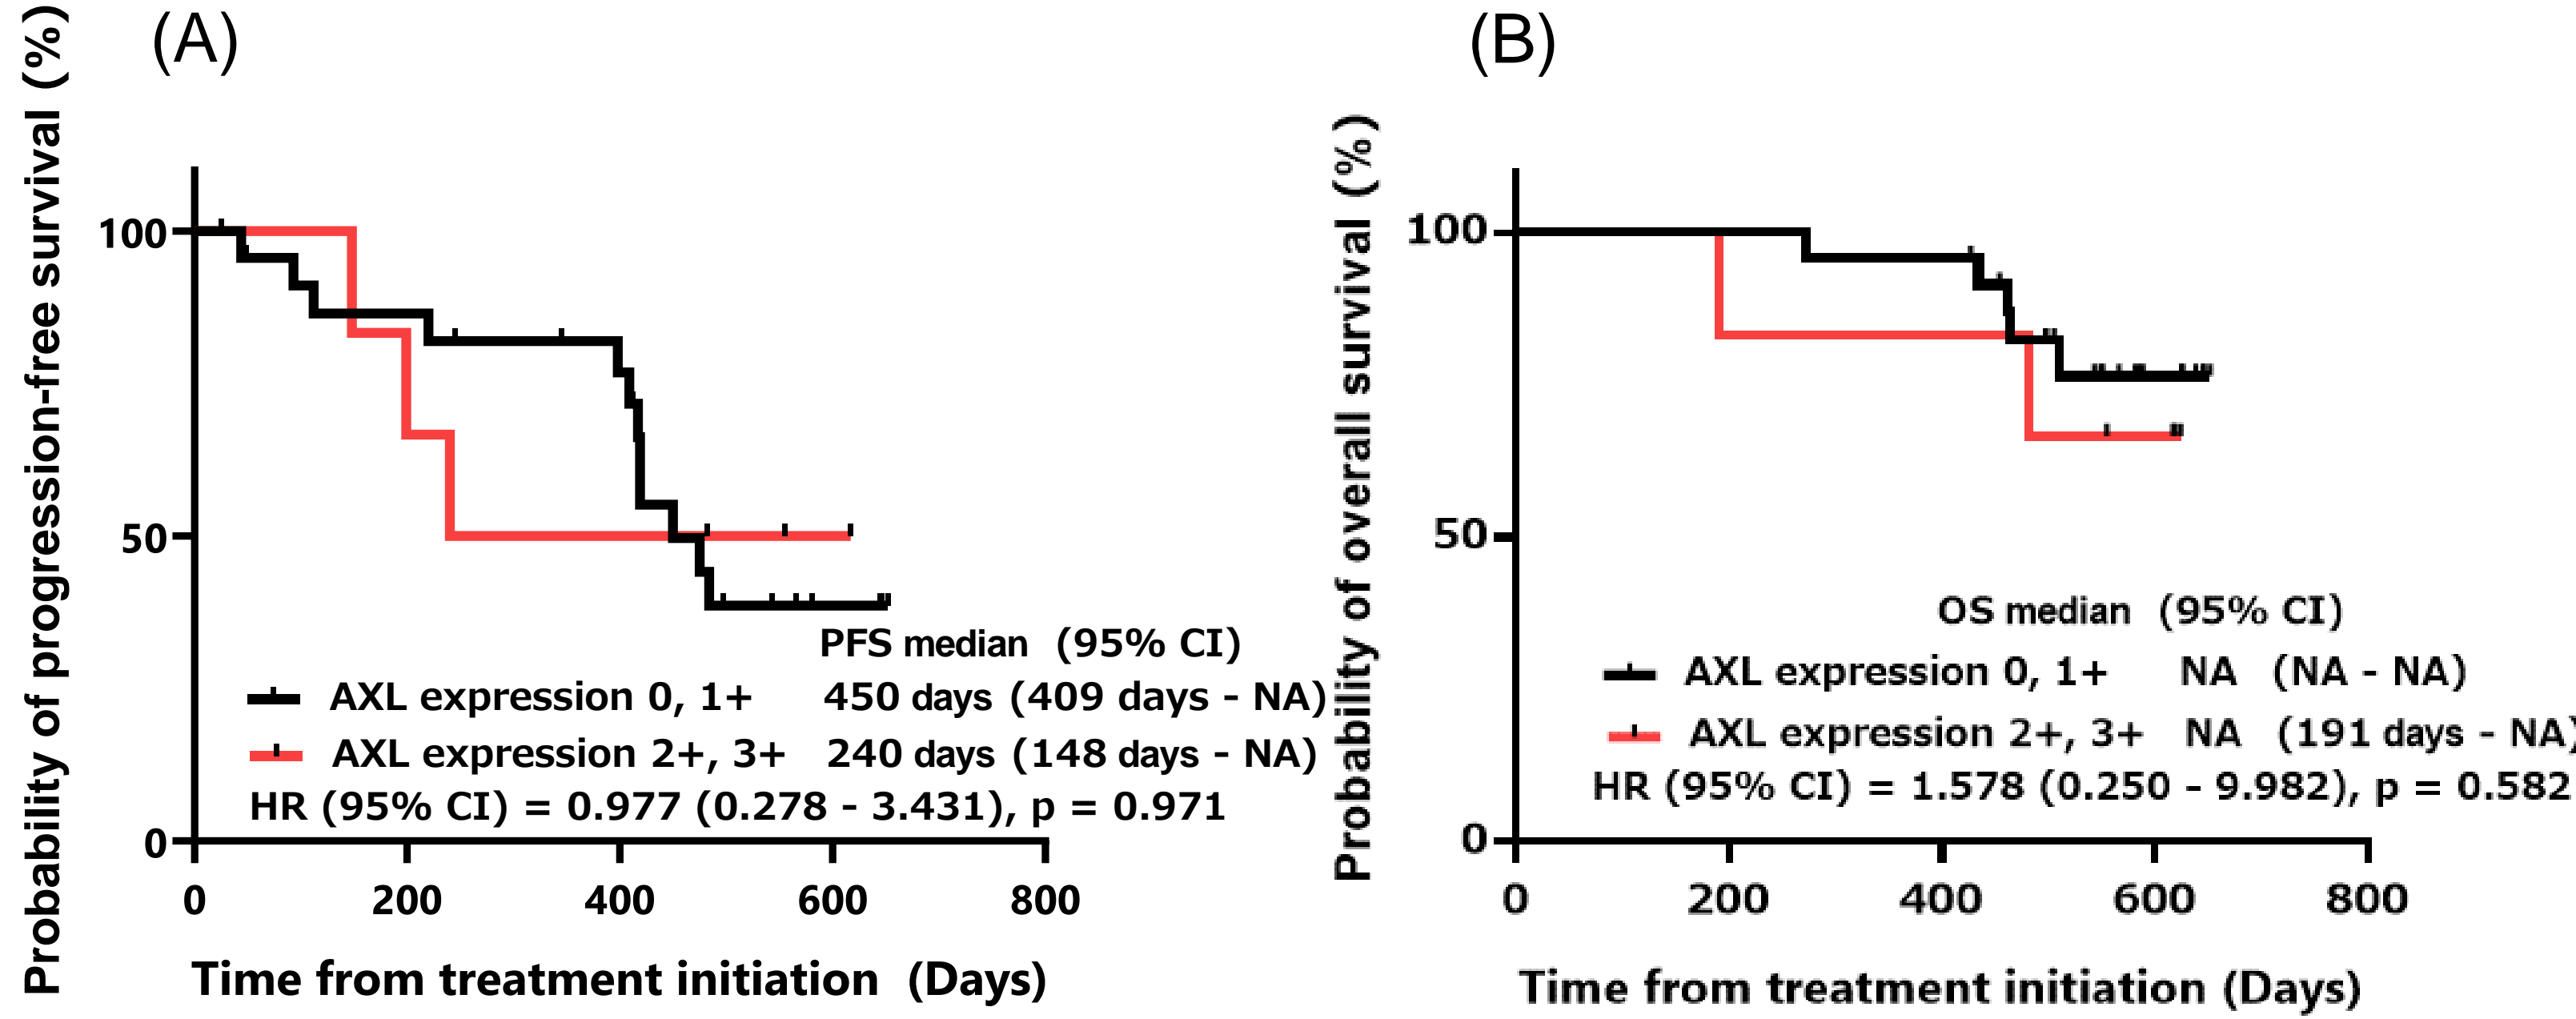 (A)
Probability of progression-free survival (%)
100
50
0
PFS median (95% CI)
AXL expression 0, 1+ 450 days (409 days - NA)
AXL expression 2+, 3+ 240 days (148 days - NA)
HR (95% CI) = 0.977 (0.278 - 3.431), p = 0.971
0 200 400 600 800
Time from treatment initiation (Days)
(B)
Probability of overall survival (%)
100
50
0
OS median (95% CI)
AXL expression 0, 1+ NA (NA - NA)
AXL expression 2+, 3+ NA (191 days - NA)
HR (95% CI) = 1.578 (0.250 - 9.982), p = 0.582
0 200 400 600 800
Time from treatment initiation (Days)